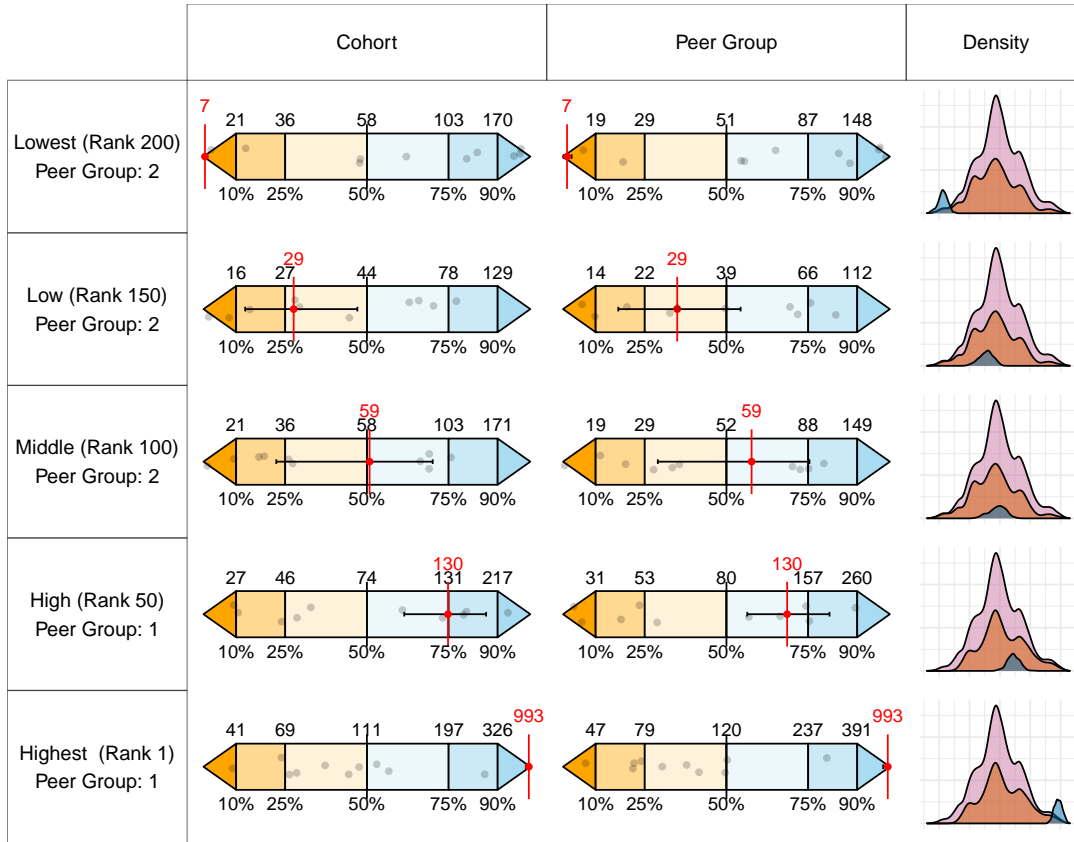 Cohort Peer Group Density
7 7
21 36 58 103 170 19 29 51 87 148
Lowest (Rank 200)
Peer Group: 2
10% 25% 50% 75% 90% 10% 25% 50% 75% 90%
29 29
16 27 44 78 129 14 22 39 66 112
Low (Rank 150)
Peer Group: 2
10% 25% 50% 75% 90% 10% 25% 50% 75% 90%
59 59
21 36 58 103 171 19 29 52 88 149
Middle (Rank 100)
Peer Group: 2
10% 25% 50% 75% 90% 10% 25% 50% 75% 90%
130 130
27 46 74 131 217 31 53 80 157 260
High (Rank 50)
Peer Group: 1
10% 25% 50% 75% 90% 10% 25% 50% 75% 90%
993 993
41 69 111 197 326 47 79 120 237 391
Highest (Rank 1)
Peer Group: 1
10% 25% 50% 75% 90% 10% 25% 50% 75% 90%